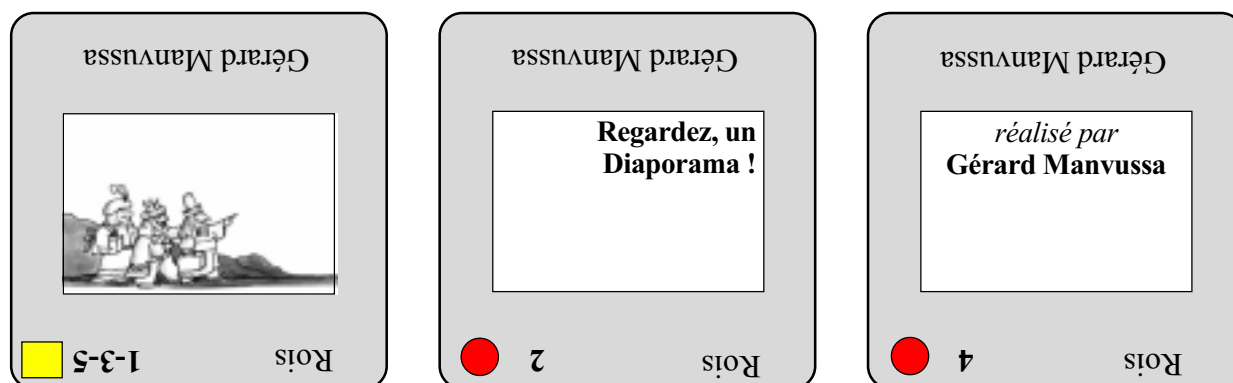 Gérard Manvussa
1-3-5
Rois
Gérard Manvussa
Regardez, un
Diaporama !
2
Rois
Gérard Manvussa
réalisé par
Gérard Manvussa
4
Rois